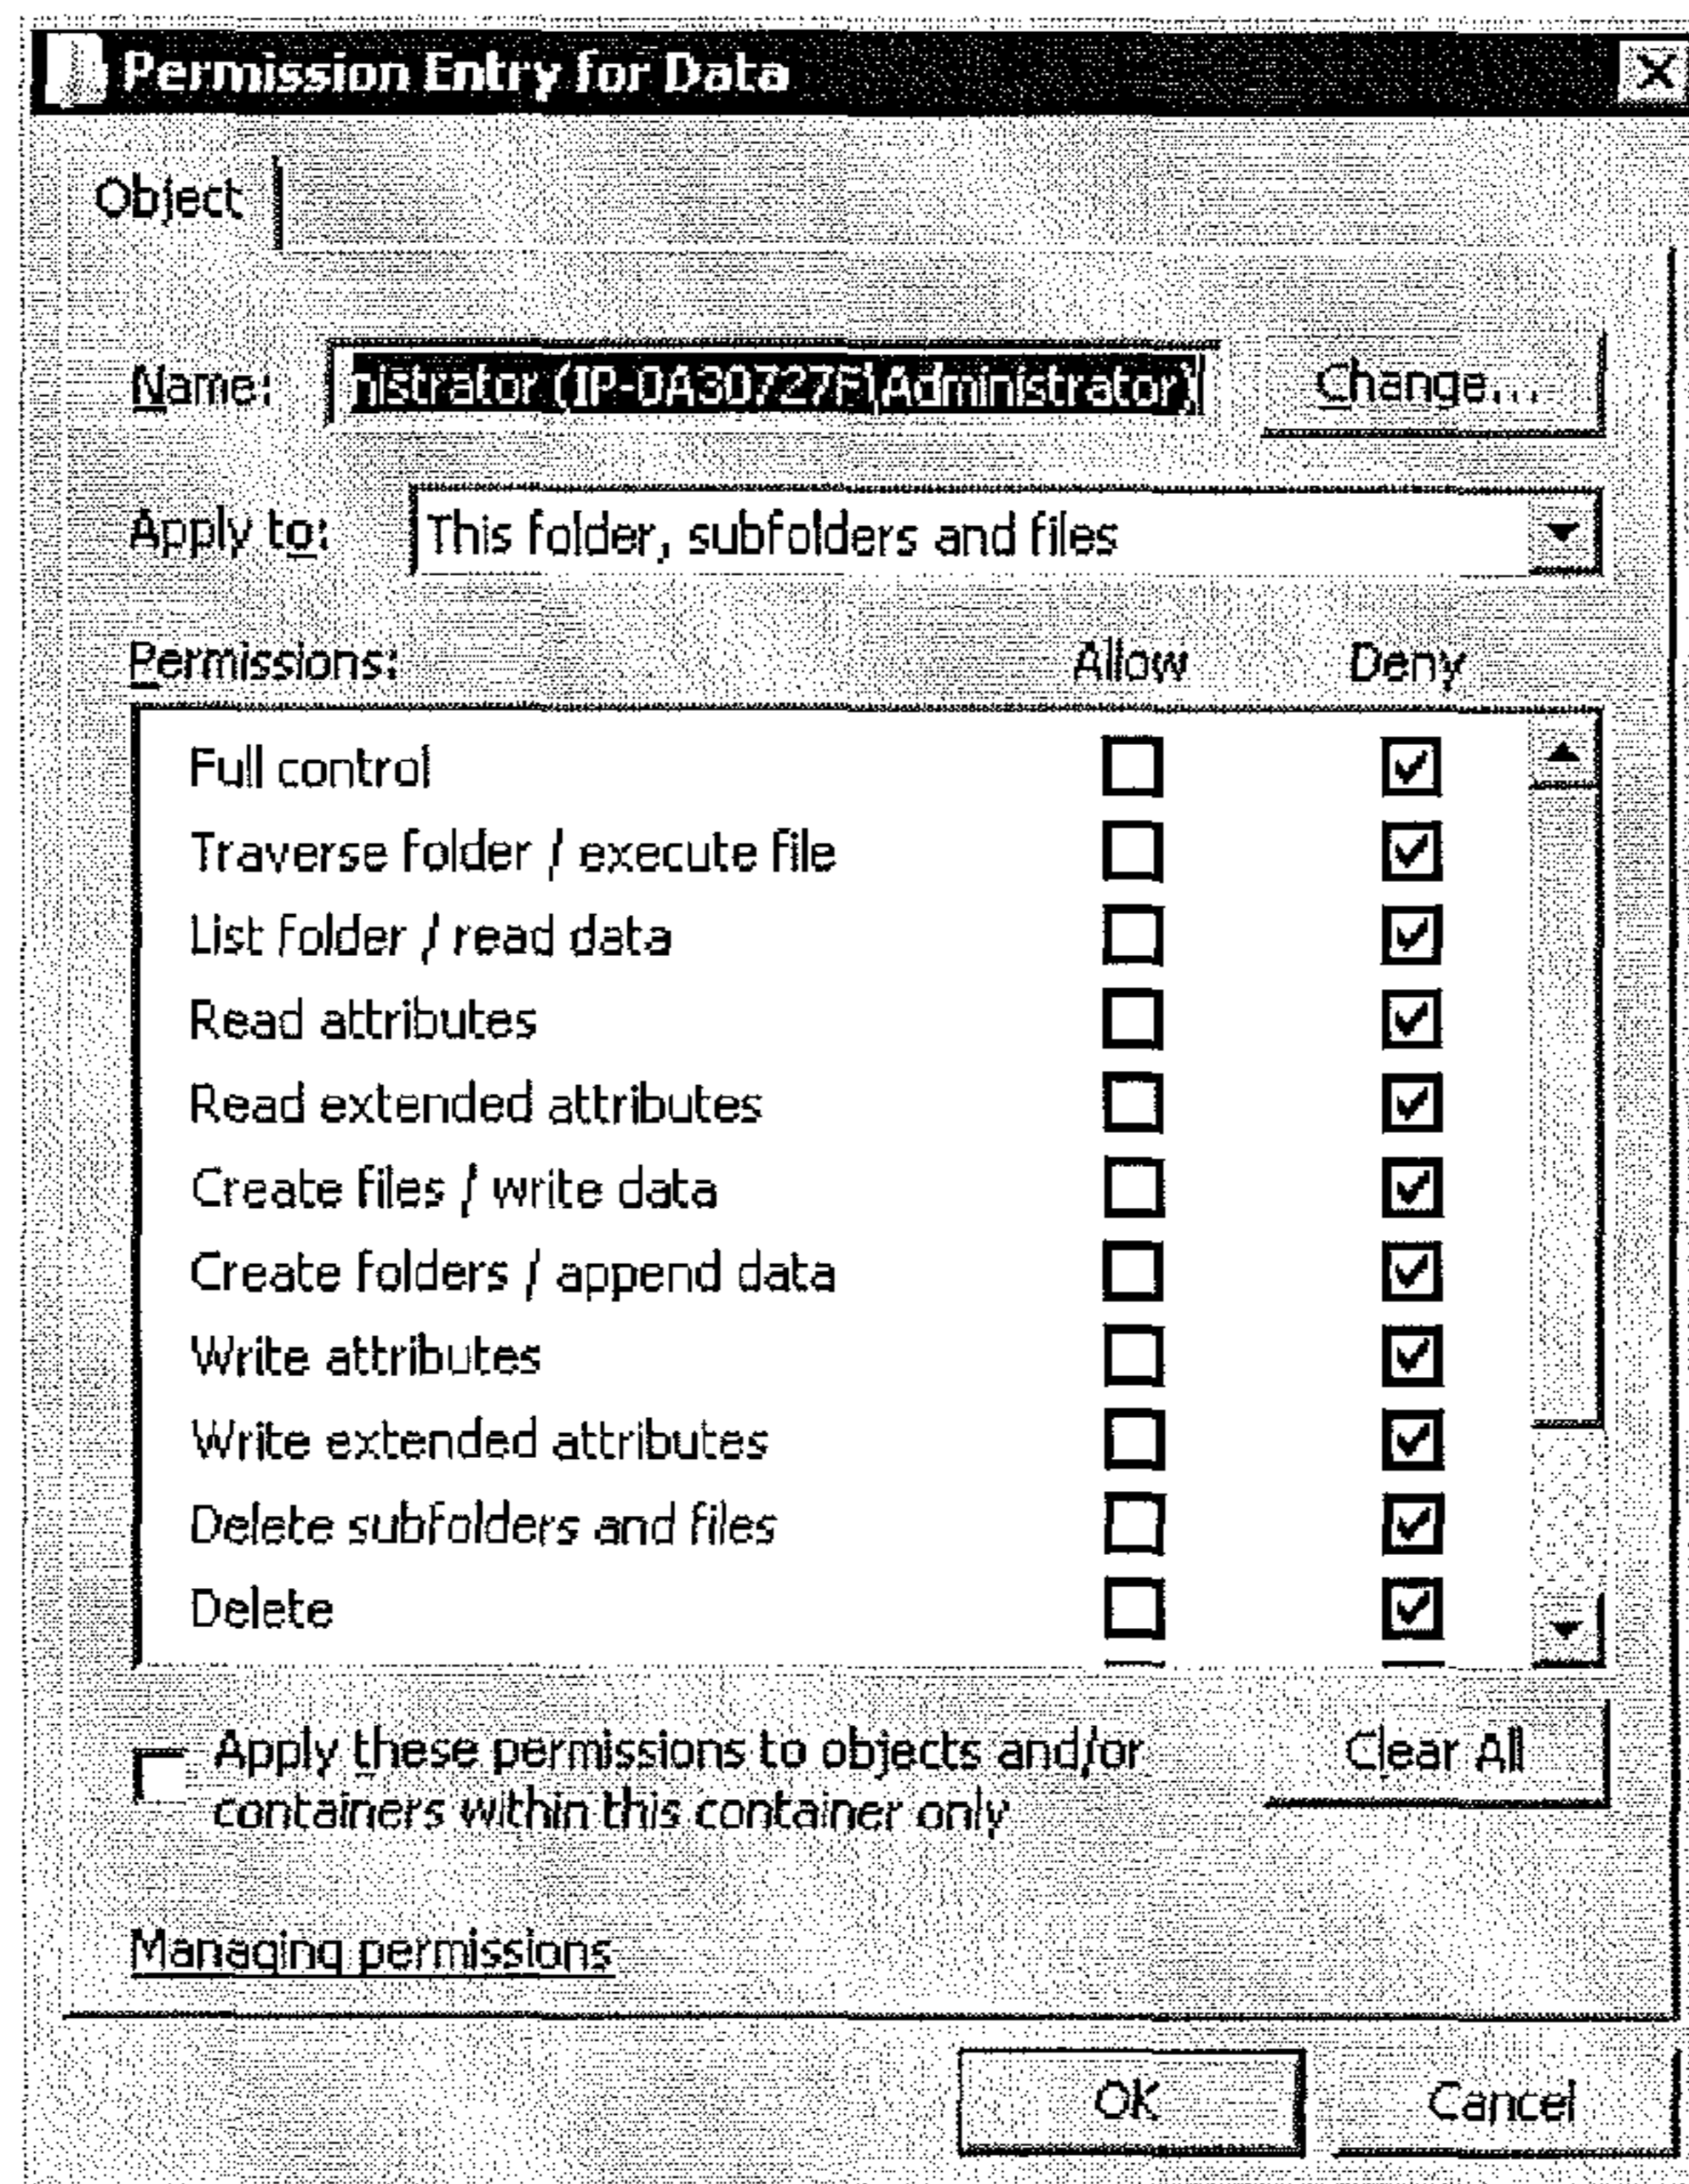 Permission Entry for Data
Object
Name: nistrator (IP-0A30727F\Administrator) Change...
Apply to: This folder, subfolders and files
Permissions: Allow Deny
Full control
Traverse folder / execute file
List folder / read data
Read attributes
Read extended attributes
Create files / write data
Create folders / append data
Write attributes
Write extended attributes
Delete subfolders and files
Delete
Apply these permissions to objects and/or Clear All
containers within this container only
Managing permissions
OK Cancel